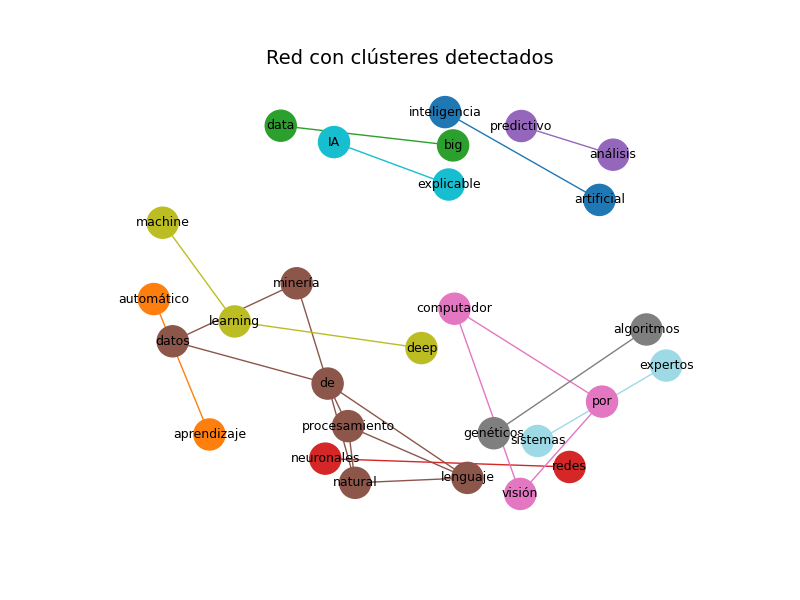 Red con clústeres detectados
inteligencia
data
predictivo
IA
big
análisis
explicable
artificial
machine
minería
automático
computador
learning
algoritmos
datos
deep
expertos
de
por
procesamiento
aprendizaje
genéticos
sistemas
neuronales
redes
lenguaje
natural
visión